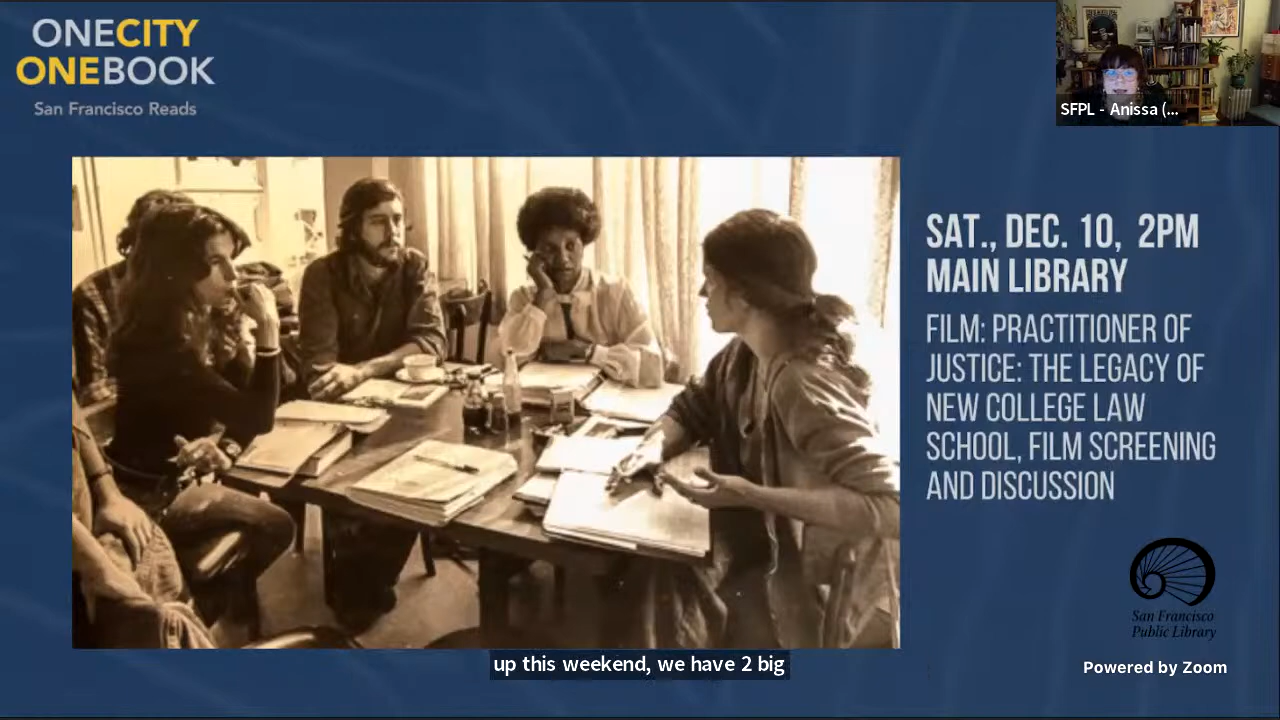 ONECITY
ONEBOOK
San Francisco Reads
SFPL - Anissa (...
SAT., DEC. 10, 2PM
MAIN LIBRARY
FILM: PRACTITIONER OF
JUSTICE: THE LEGACY OF
NEW COLLEGE LAW
SCHOOL, FILM SCREENING
AND DISCUSSION
San Francisco
Public Library
up this weekend, we have 2 big
Powered by Zoom